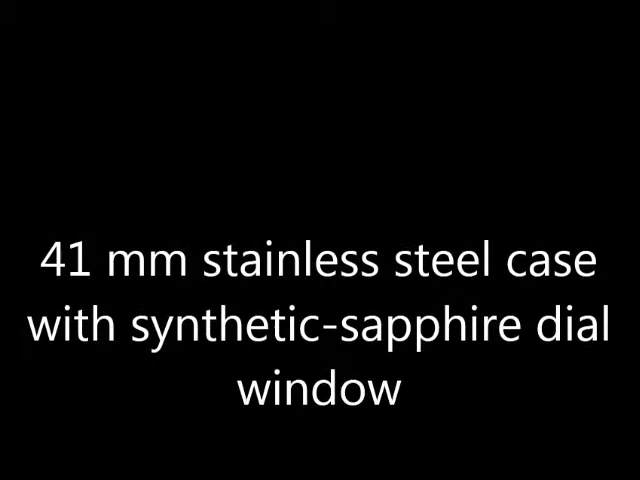 41 mm stainless steel case
with synthetic-sapphire dial
window